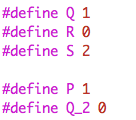 #define Q 1
#define R 0
#define S 2
#define P 1
#define Q_2 0